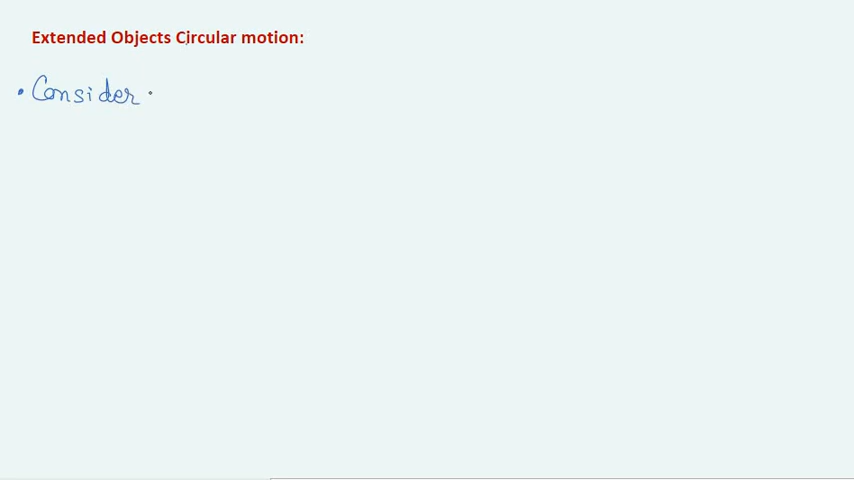 Extended Objects Circular motion:
• Consider